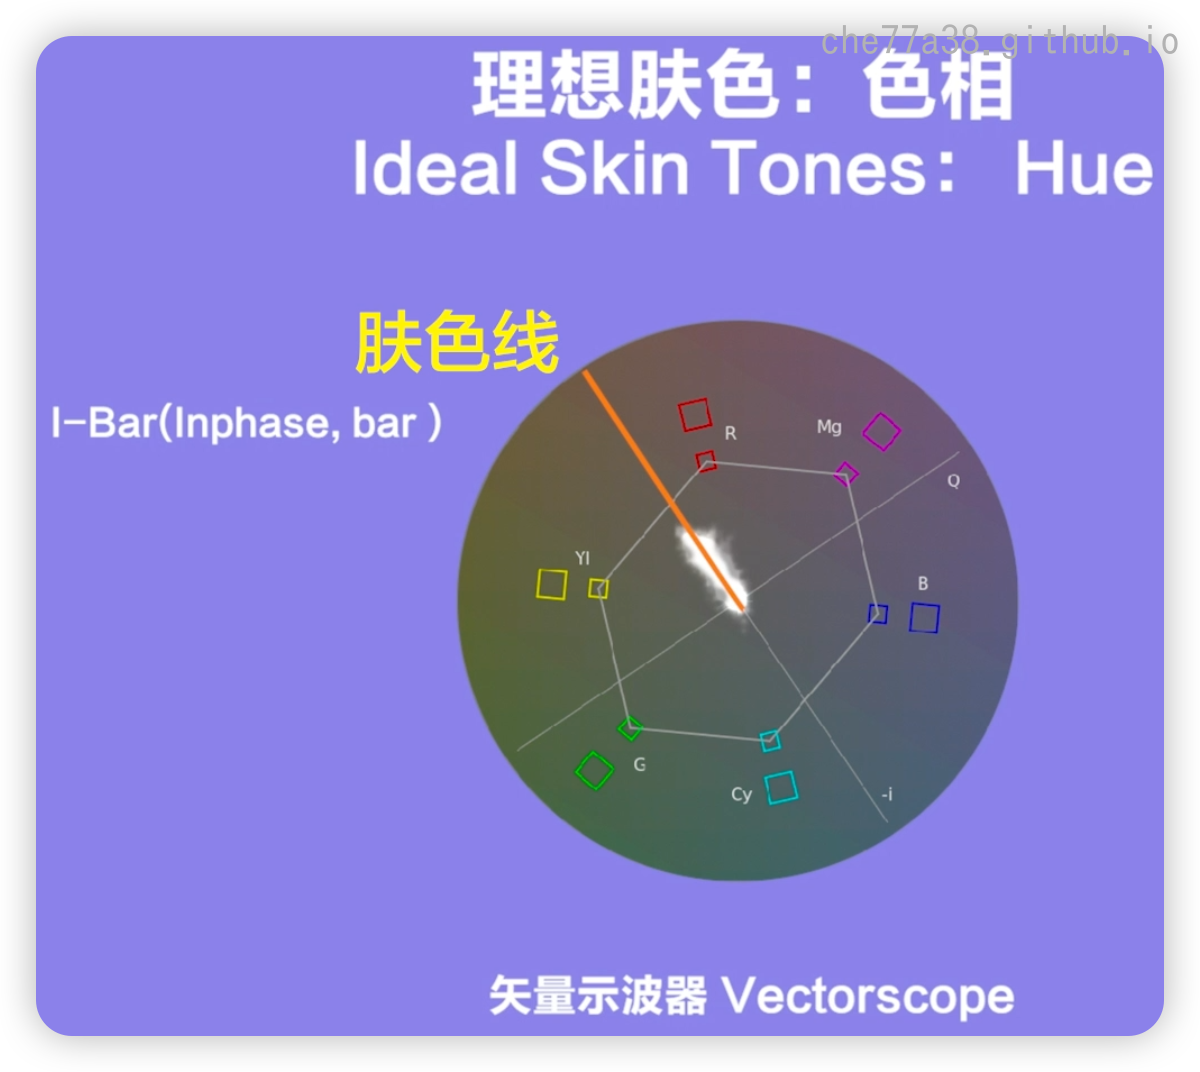 che77a38.github.io
理想肤色：色相
Ideal Skin Tones： Hue
肤色线
I-Bar(Inphase, bar )
R
Mg
Q
Yl
B
G
Cy
-i
矢量示波器 Vectorscope